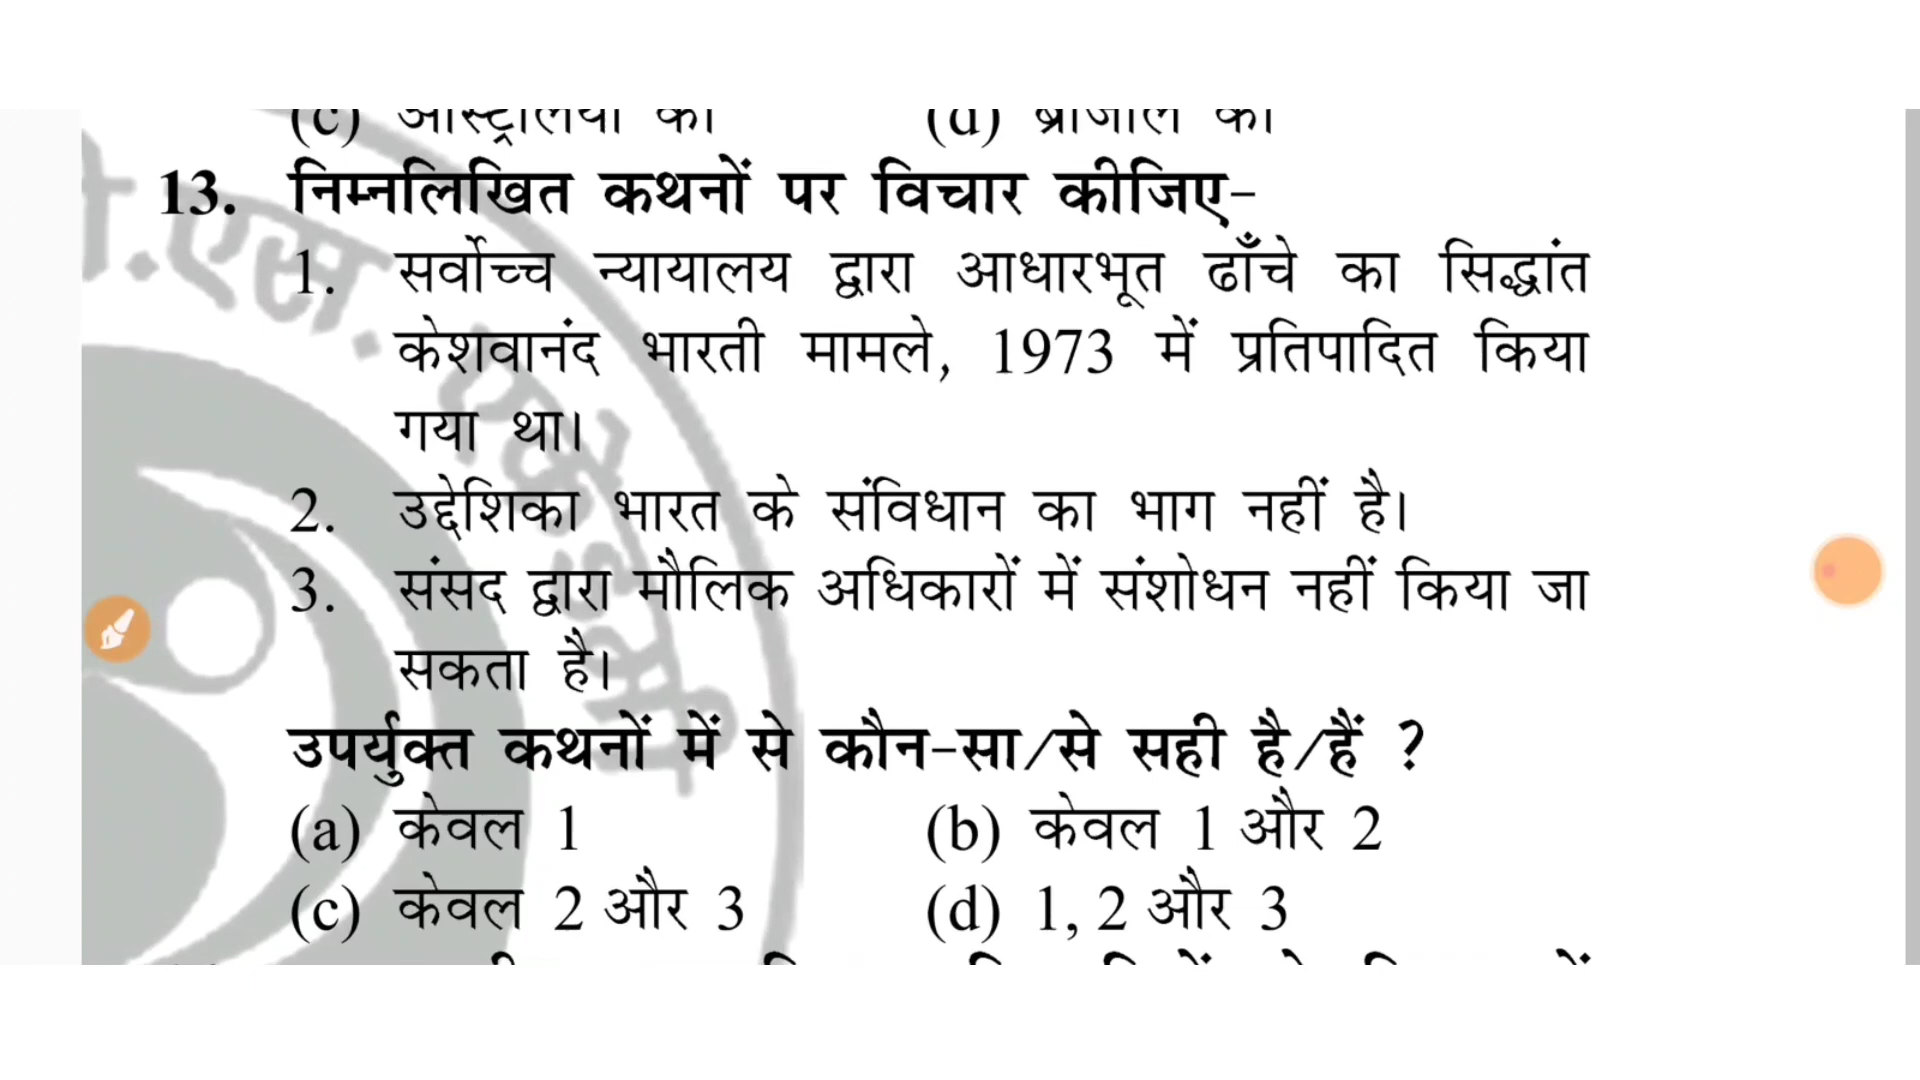 (c) ऑस्ट्रेलिया की (d) ब्राजील की
13. निम्नलिखित कथनों पर विचार कीजिए-
1. सर्वोच्च न्यायालय द्वारा आधारभूत ढाँचे का सिद्धांत
केशवानंद भारती मामले, 1973 में प्रतिपादित किया
गया था।
2. उद्देशिका भारत के संविधान का भाग नहीं है।
3. संसद द्वारा मौलिक अधिकारों में संशोधन नहीं किया जा
सकता है।
उपर्युक्त कथनों में से कौन-सा/से सही है/हैं ?
(a) केवल 1 (b) केवल 1 और 2
(c) केवल 2 और 3 (d) 1, 2 और 3